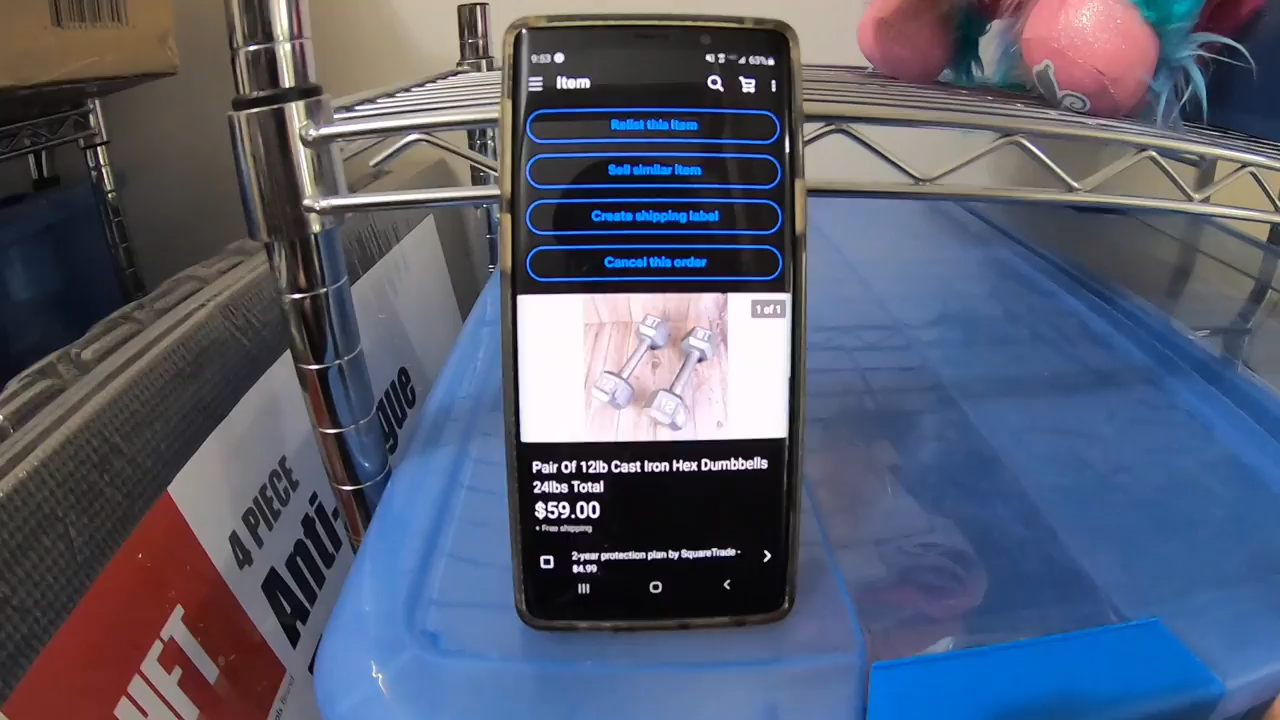 9:53
63%
Item
Relist this item
Sell similar item
Create shipping label
Cancel this order
1 of 1
12
Pair Of 12lb Cast Iron Hex Dumbbells
24lbs Total
$59.00
+ Free shipping
2-year protection plan by SquareTrade -
$4.99
4 PIECE
Anti-
gue